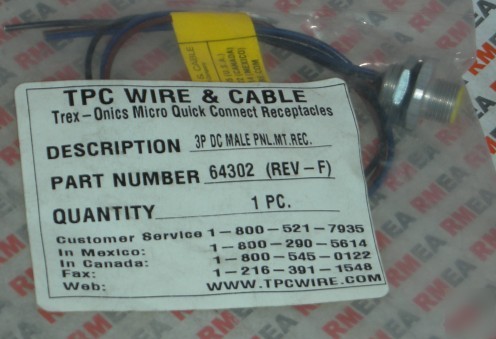 TPC WIRE & CABLE
Trex-Onics Micro Quick Connect Receptacles
DESCRIPTION 3P DC MALE PNL.MT.REC.
PART NUMBER 64302 (REV-F)
QUANTITY 1 PC.
Customer Service 1-800-521-7935
In Mexico: 1-800-290-5614
In Canada: 1-800-545-0122
Fax: 1-216-391-1548
Web: WWW.TPCWIRE.COM
RMEA